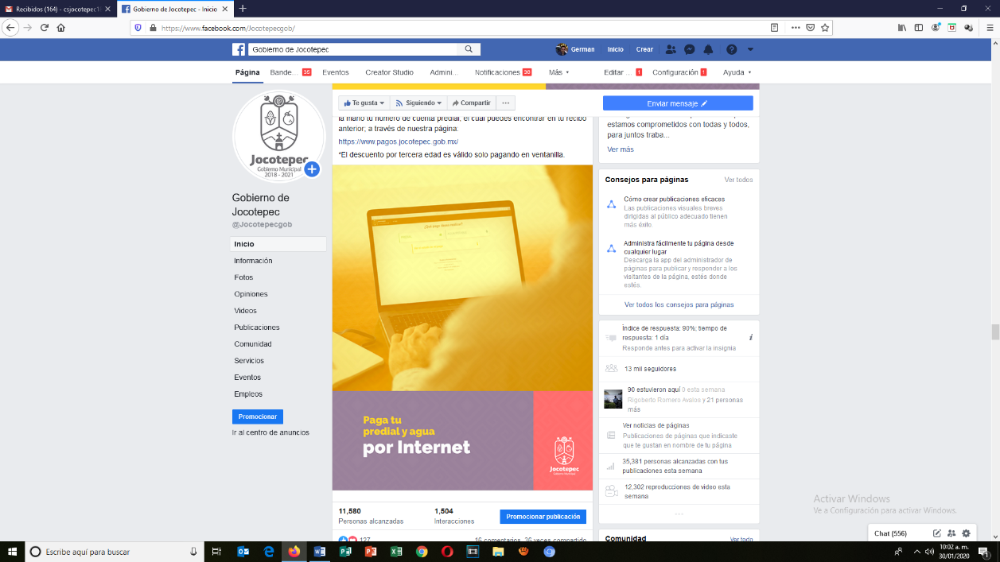 Recibidos (164) - csjocotepec1
Gobierno de Jocotepec - Inicio
https://www.facebook.com/Jocotepecgob/
Gobierno de Jocotepec
German
Inicio
Crear
Página
Bande... 35
Eventos
Creator Studio
Admini...
Notificaciones 30
Más
Editar ... 1
Configuración 1
Ayuda
Te gusta
Siguiendo
Compartir
Enviar mensaje
la mano tu número de cuenta predial, el cual puedes encontrar en tu recibo
anterior; a través de nuestra página:
https://www.pagos.jocotepec.gob.mx/
*El descuento por tercera edad es válido solo pagando en ventanilla.
Jocotepec
Gobierno Municipal
2018 - 2021
Gobierno de
Jocotepec
@Jocotepecgob
Inicio
Información
Fotos
Opiniones
Videos
Publicaciones
Comunidad
Servicios
Eventos
Empleos
Promocionar
Ir al centro de anuncios
¿Qué pago desea realizar?
Paga tu
predial y agua
por Internet
Jocotepec
Gobierno Municipal
11,580
Personas alcanzadas
1,504
Interacciones
Promocionar publicación
127
16 comentarios 36 veces compartido
estamos comprometidos con todas y todos,
para juntos traba...
Ver más
Consejos para páginas
Ver todos
Cómo crear publicaciones eficaces
Las publicaciones visuales breves
dirigidas al público adecuado tienen
más éxito.
Administra fácilmente tu página desde
cualquier lugar
Descarga la app del administrador de
páginas para publicar y responder a los
visitantes de la página, estés donde
estés.
Ver todos los consejos para páginas
Índice de respuesta: 90%; tiempo de
respuesta: 1 día
Responde antes para activar la insignia
13 mil seguidores
90 estuvieron aquí 0 esta semana
Rigoberto Romero Avalos y 21 personas
más
Ver noticias de páginas
Publicaciones de páginas que indicaste
que te gustan en nombre de tu página
35,381 personas alcanzadas con tus
publicaciones esta semana
12,302 reproducciones de video esta
semana
Comunidad
Ver todo
Activar Windows
Ve a Configuración para activar Windows.
Chat (556)
Escribe aquí para buscar
10:02 a. m.
30/01/2020
1